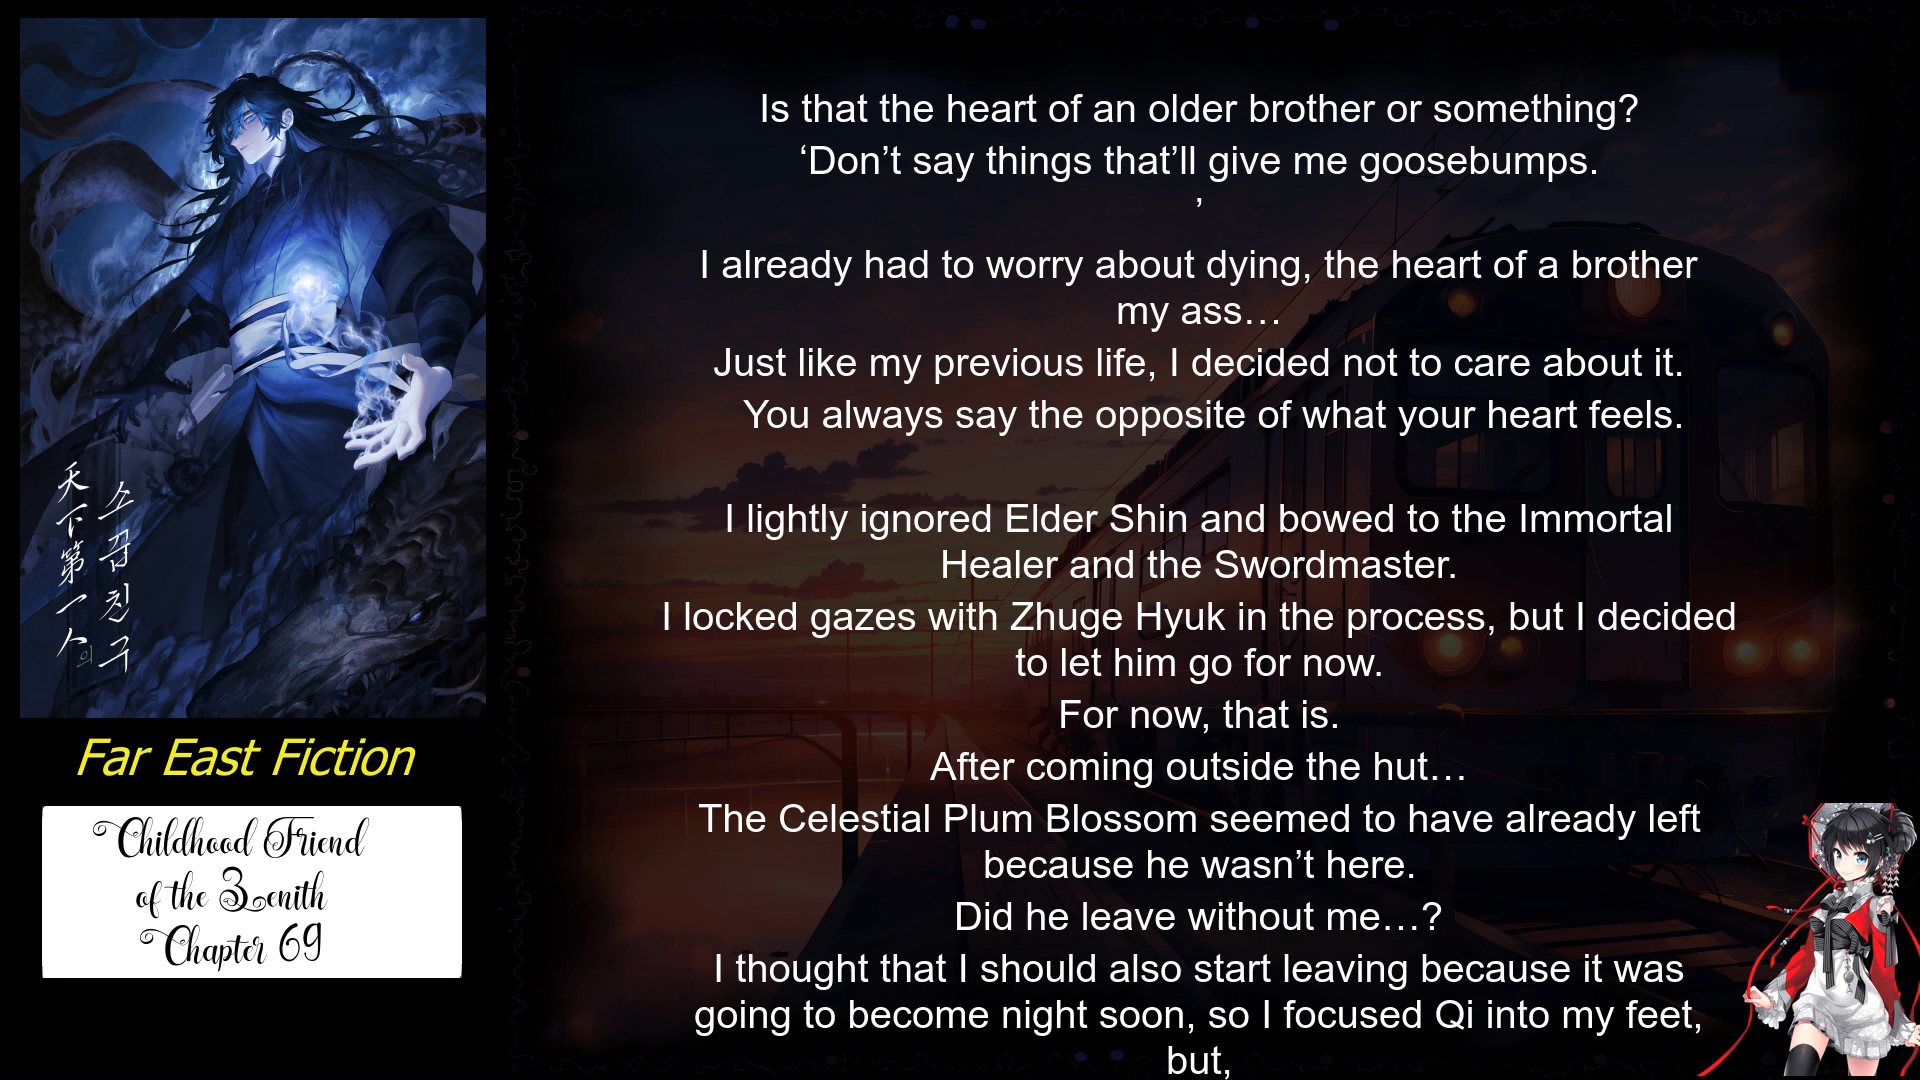 Is that the heart of an older brother or something?
‘Don’t say things that’ll give me goosebumps.
’
I already had to worry about dying, the heart of a brother
my ass…
Just like my previous life, I decided not to care about it.
You always say the opposite of what your heart feels.
I lightly ignored Elder Shin and bowed to the Immortal
Healer and the Swordmaster.
I locked gazes with Zhuge Hyuk in the process, but I decided
to let him go for now.
For now, that is.
After coming outside the hut…
The Celestial Plum Blossom seemed to have already left
because he wasn’t here.
Did he leave without me…?
I thought that I should also start leaving because it was
going to become night soon, so I focused Qi into my feet,
but,
天下第一人의
소꿉친구
Far East Fiction
Childhood Friend
of the Zenith
Chapter 69